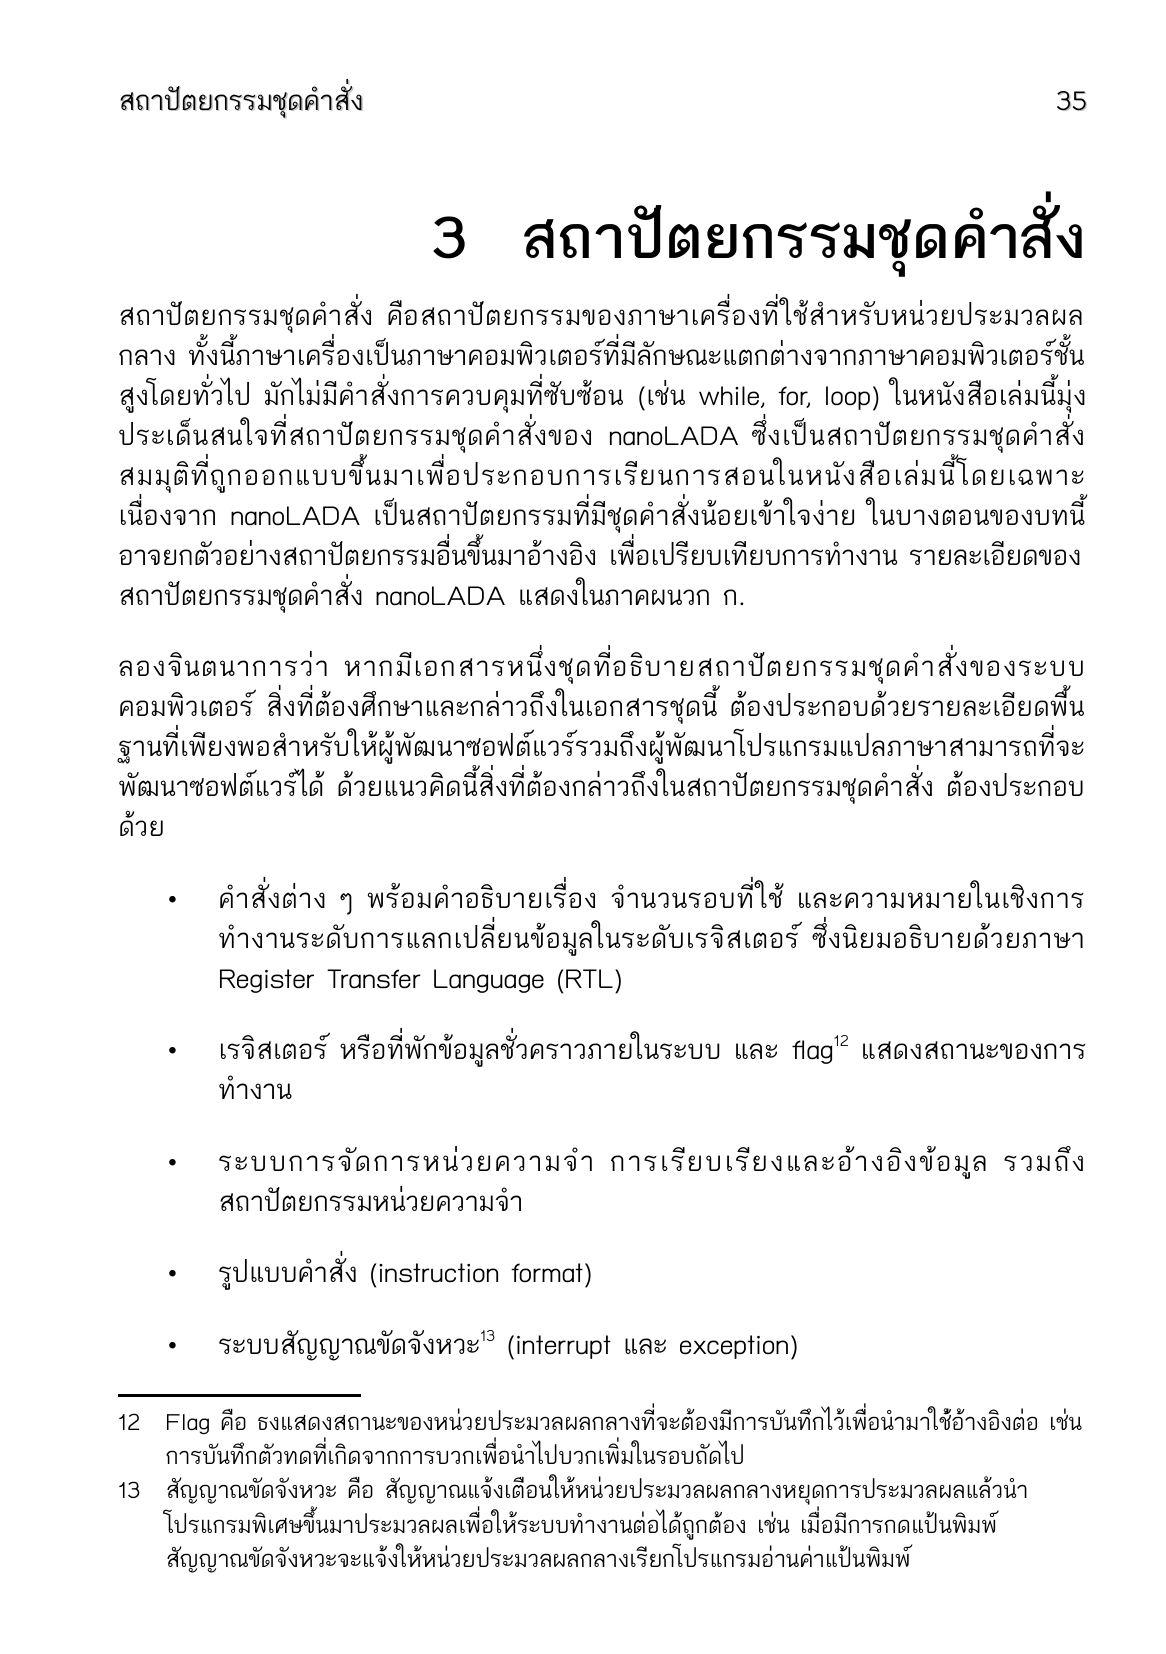 สถาปัตยกรรมชุดคำสั่ง 35
3 สถาปัตยกรรมชุดคำสั่ง
สถาปัตยกรรมชุดคำสั่ง คือสถาปัตยกรรมของภาษาเครื่องที่ใช้สำหรับหน่วยประมวลผล
กลาง ทั้งนี้ภาษาเครื่องเป็นภาษาคอมพิวเตอร์ที่มีลักษณะแตกต่างจากภาษาคอมพิวเตอร์ชั้น
สูงโดยทั่วไป มักไม่มีคำสั่งการควบคุมที่ซับซ้อน (เช่น while, for, loop) ในหนังสือเล่มนี้มุ่ง
ประเด็นสนใจที่สถาปัตยกรรมชุดคำสั่งของ nanoLADA ซึ่งเป็นสถาปัตยกรรมชุดคำสั่ง
สมมุติที่ถูกออกแบบขึ้นมาเพื่อประกอบการเรียนการสอนในหนังสือเล่มนี้โดยเฉพาะ
เนื่องจาก nanoLADA เป็นสถาปัตยกรรมที่มีชุดคำสั่งน้อยเข้าใจง่าย ในบางตอนของบทนี้
อาจยกตัวอย่างสถาปัตยกรรมอื่นขึ้นมาอ้างอิง เพื่อเปรียบเทียบการทำงาน รายละเอียดของ
สถาปัตยกรรมชุดคำสั่ง nanoLADA แสดงในภาคผนวก ก.
ลองจินตนาการว่า หากมีเอกสารหนึ่งชุดที่อธิบายสถาปัตยกรรมชุดคำสั่งของระบบ
คอมพิวเตอร์ สิ่งที่ต้องศึกษาและกล่าวถึงในเอกสารชุดนี้ ต้องประกอบด้วยรายละเอียดพื้น
ฐานที่เพียงพอสำหรับให้ผู้พัฒนาซอฟต์แวร์รวมถึงผู้พัฒนาโปรแกรมแปลภาษาสามารถที่จะ
พัฒนาซอฟต์แวร์ได้ ด้วยแนวคิดนี้สิ่งที่ต้องกล่าวถึงในสถาปัตยกรรมชุดคำสั่ง ต้องประกอบ
ด้วย
• คำสั่งต่าง ๆ พร้อมคำอธิบายเรื่อง จำนวนรอบที่ใช้ และความหมายในเชิงการ
ทำงานระดับการแลกเปลี่ยนข้อมูลในระดับเรจิสเตอร์ ซึ่งนิยมอธิบายด้วยภาษา
Register Transfer Language (RTL)
• เรจิสเตอร์ หรือที่พักข้อมูลชั่วคราวภายในระบบ และ flag12 แสดงสถานะของการ
ทำงาน
• ระบบการจัดการหน่วยความจำ การเรียบเรียงและอ้างอิงข้อมูล รวมถึง
สถาปัตยกรรมหน่วยความจำ
• รูปแบบคำสั่ง (instruction format)
• ระบบสัญญาณขัดจังหวะ13 (interrupt และ exception)
12 Flag คือ ธงแสดงสถานะของหน่วยประมวลผลกลางที่จะต้องมีการบันทึกไว้เพื่อนำมาใช้อ้างอิงต่อ เช่น
การบันทึกตัวทดที่เกิดจากการบวกเพื่อนำไปบวกเพิ่มในรอบถัดไป
13 สัญญาณขัดจังหวะ คือ สัญญาณแจ้งเตือนให้หน่วยประมวลผลกลางหยุดการประมวลผลแล้วนำ
โปรแกรมพิเศษขึ้นมาประมวลผลเพื่อให้ระบบทำงานต่อได้ถูกต้อง เช่น เมื่อมีการกดแป้นพิมพ์
สัญญาณขัดจังหวะจะแจ้งให้หน่วยประมวลผลกลางเรียกโปรแกรมอ่านค่าแป้นพิมพ์